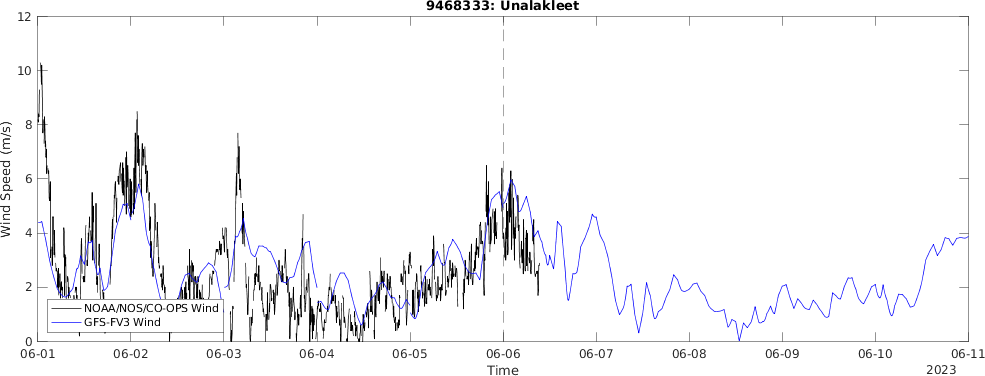 9468333: Unalakleet
12
10
8
6
4
2
0
Wind Speed (m/s)
NOAA/NOS/CO-OPS Wind
GFS-FV3 Wind
06-01 06-02 06-03 06-04 06-05 06-06 06-07 06-08 06-09 06-10 06-11
Time
2023